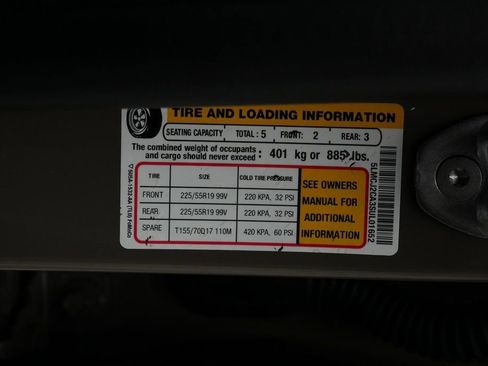 TIRE AND LOADING INFORMATION
SEATING CAPACITY TOTAL : 5 FRONT: 2 REAR: 3
The combined weight of occupants
and cargo should never exceed : 401 kg or 885 lbs.
TIRE SIZE COLD TIRE PRESSURE
FRONT 225/55R19 99V 220 KPA, 32 PSI
REAR 225/55R19 99V 220 KPA, 32 PSI
SPARE T155/70D17 110M 420 KPA, 60 PSI
SEE OWNERS
MANUAL FOR
ADDITIONAL
INFORMATION
5LMCJ2CA3SUL01652